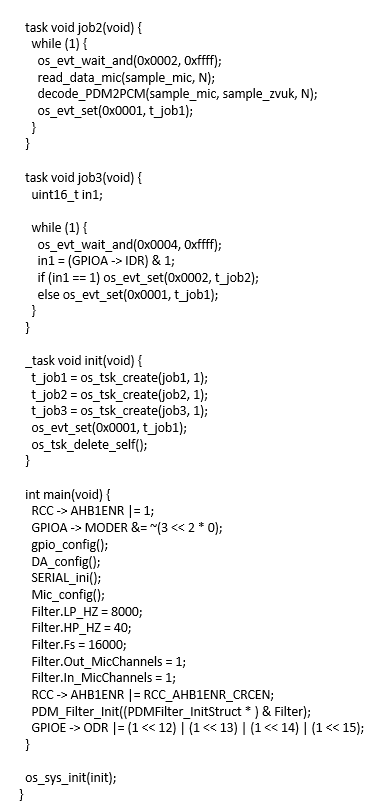 task void job2(void) {
while (1) {
os_evt_wait_and(0x0002, 0xffff);
read_data_mic(sample_mic, N);
decode_PDM2PCM(sample_mic, sample_zvuk, N);
os_evt_set(0x0001, t_job1);
}
}
task void job3(void) {
uint16_t in1;
while (1) {
os_evt_wait_and(0x0004, 0xffff);
in1 = (GPIOA -> IDR) & 1;
if (in1 == 1) os_evt_set(0x0002, t_job2);
else os_evt_set(0x0001, t_job1);
}
}
_task void init(void) {
t_job1 = os_tsk_create(job1, 1);
t_job2 = os_tsk_create(job2, 1);
t_job3 = os_tsk_create(job3, 1);
os_evt_set(0x0001, t_job1);
os_tsk_delete_self();
}
int main(void) {
RCC -> AHB1ENR |= 1;
GPIOA -> MODER &= ~(3 << 2 * 0);
gpio_config();
DA_config();
SERIAL_ini();
Mic_config();
Filter.LP_HZ = 8000;
Filter.HP_HZ = 40;
Filter.Fs = 16000;
Filter.Out_MicChannels = 1;
Filter.In_MicChannels = 1;
RCC -> AHB1ENR |= RCC_AHB1ENR_CRCEN;
PDM_Filter_Init((PDMFilter_InitStruct * ) & Filter);
GPIOE -> ODR |= (1 << 12) | (1 << 13) | (1 << 14) | (1 << 15);
}
os_sys_init(init);
}